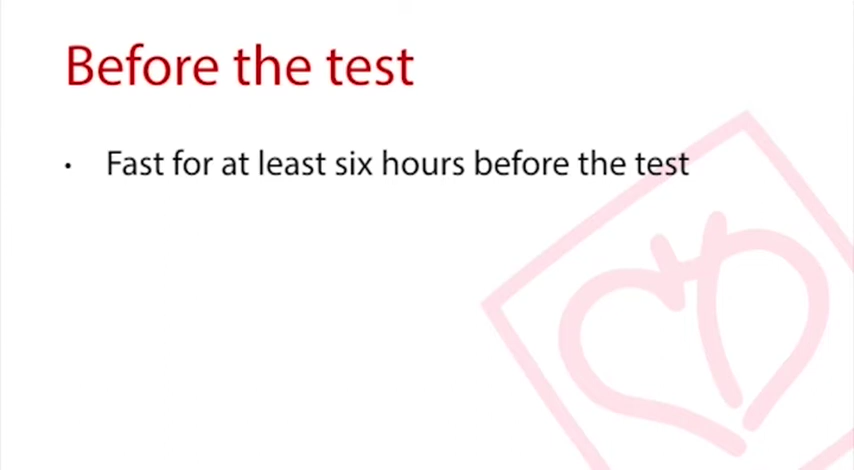 Before the test
• Fast for at least six hours before the test